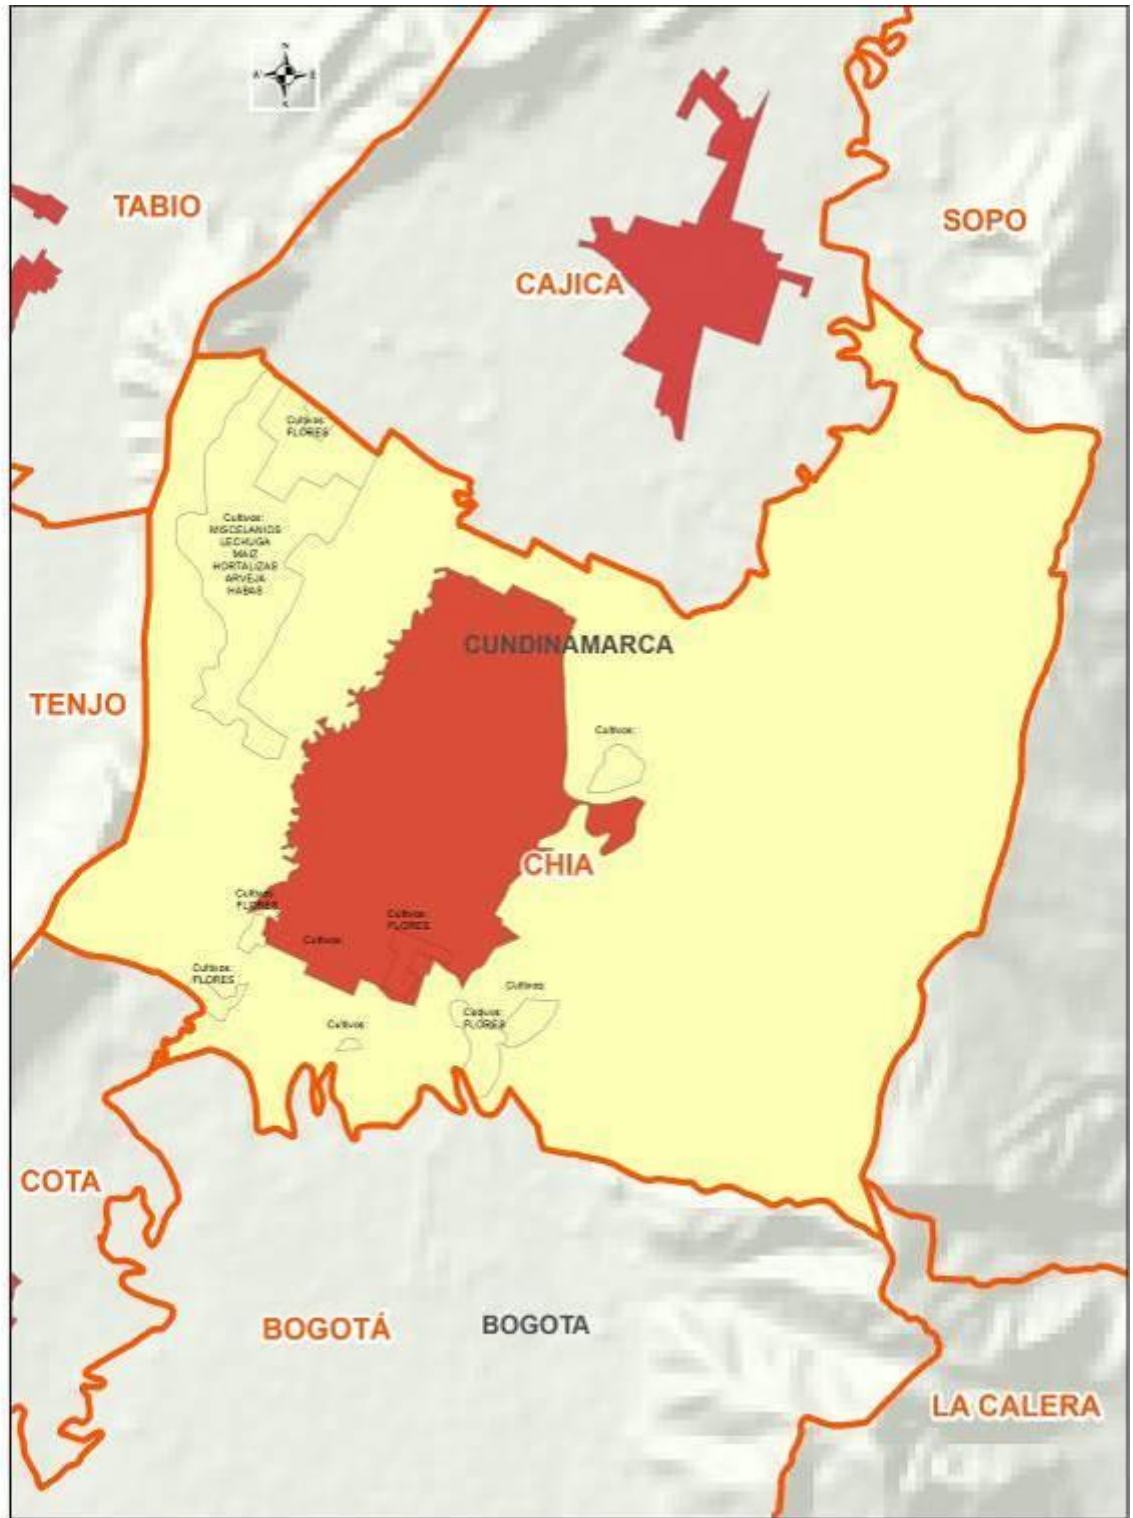 N
TABIO
SOPO
CAJICA
Cultivos:
FLORES
Cultivos:
MISCELANIOS
LECHUGA
MAIZ
HORTALIZAS
ARVEJA
HABAS
CUNDINAMARCA
TENJO
Cultivos:
CHIA
Cultivos:
FLORES
Cultivos:
FLORES
Cultivos:
Cultivos:
FLORES
Cultivos:
Cultivos:
FLORES
Cultivos:
COTA
BOGOTÁ
BOGOTA
LA CALERA